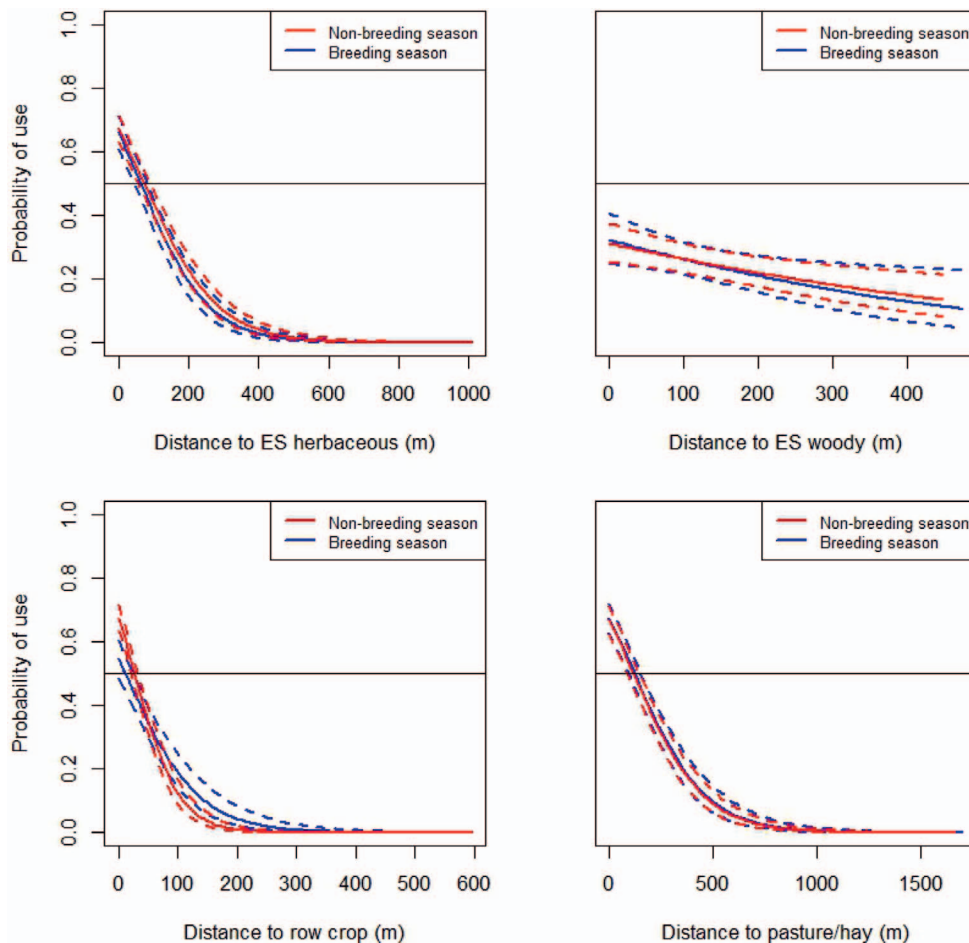 Non-breeding season
Breeding season
Probability of use
0.0 0.2 0.4 0.6 0.8 1.0
0 200 400 600 800 1000
Distance to ES herbaceous (m)
Non-breeding season
Breeding season
0 100 200 300 400
Distance to ES woody (m)
Non-breeding season
Breeding season
Probability of use
0.0 0.2 0.4 0.6 0.8 1.0
0 100 200 300 400 500 600
Distance to row crop (m)
Non-breeding season
Breeding season
0 500 1000 1500
Distance to pasture/hay (m)